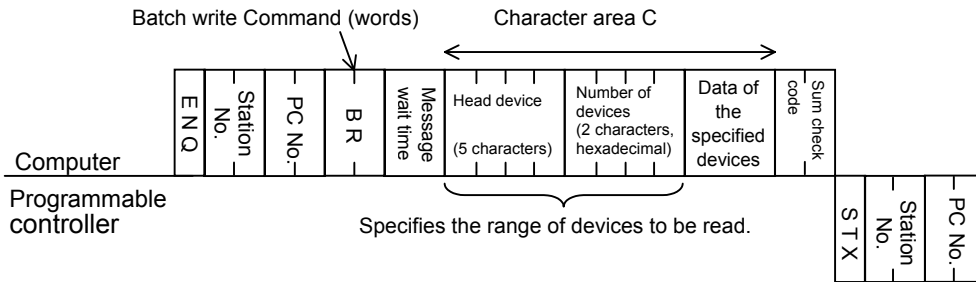 Batch write Command (words)
Character area C
E N Q
Station
No.
PC No.
B R
Message
wait time
Head device
(5 characters)
Number of
devices
(2 characters,
hexadecimal)
Data of
the
specified
devices
Sum check
code
Computer
Programmable
controller
Specifies the range of devices to be read.
S T X
Station
No.
PC No.